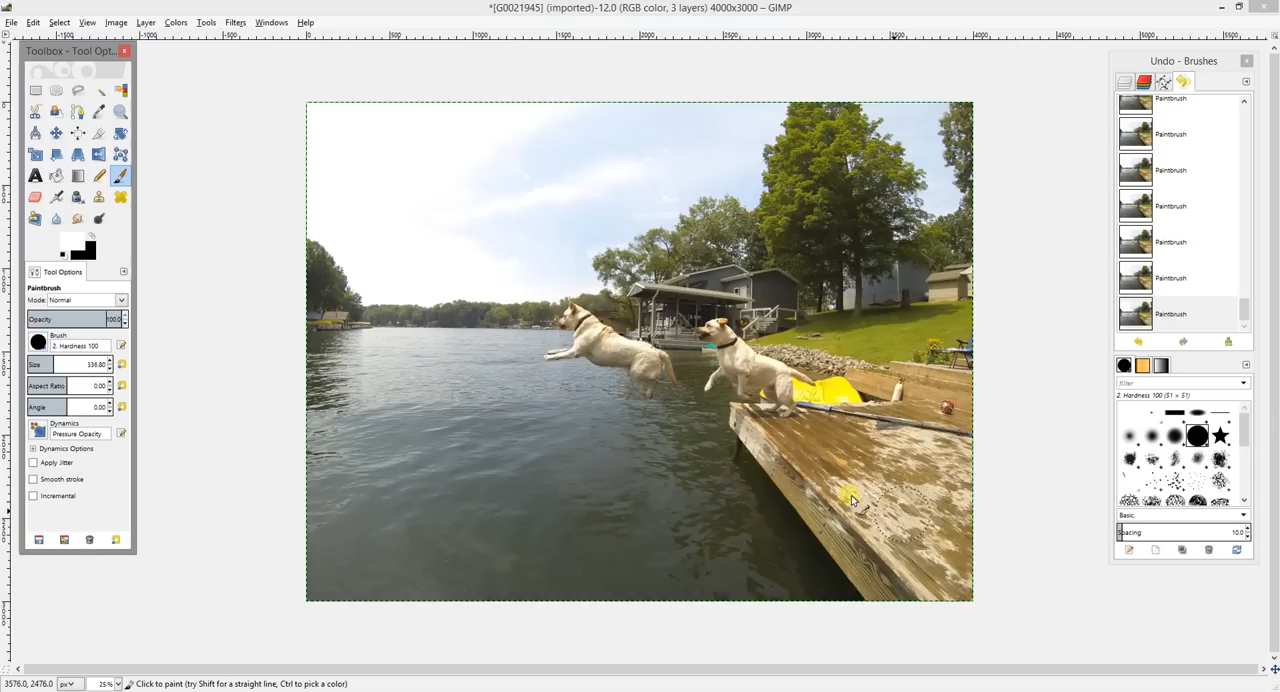 *[G0021945] (imported)-12.0 (RGB color, 3 layers) 4000x3000 – GIMP
File Edit Select View Image Layer Colors Tools Filters Windows Help
Toolbox - Tool Opt...
Undo - Brushes
Paintbrush
Paintbrush
Paintbrush
Paintbrush
Paintbrush
Paintbrush
Paintbrush
Tool Options
Paintbrush
Mode: Normal
Opacity 100.0
Brush
2. Hardness 100
Size 336.80
Aspect Ratio 0.00
Angle 0.00
Dynamics
Pressure Opacity
Dynamics Options
Apply Jitter
Smooth stroke
Incremental
filter
2. Hardness 100 (51 × 51)
Basic,
Spacing 10.0
3576.0, 2476.0 px 25% Click to paint (try Shift for a straight line, Ctrl to pick a color)